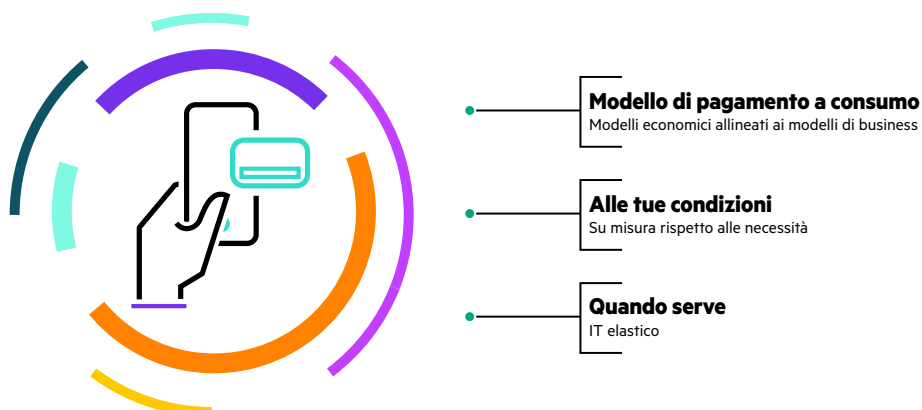 Modello di pagamento a consumo
Modelli economici allineati ai modelli di business
Alle tue condizioni
Su misura rispetto alle necessità
Quando serve
IT elastico